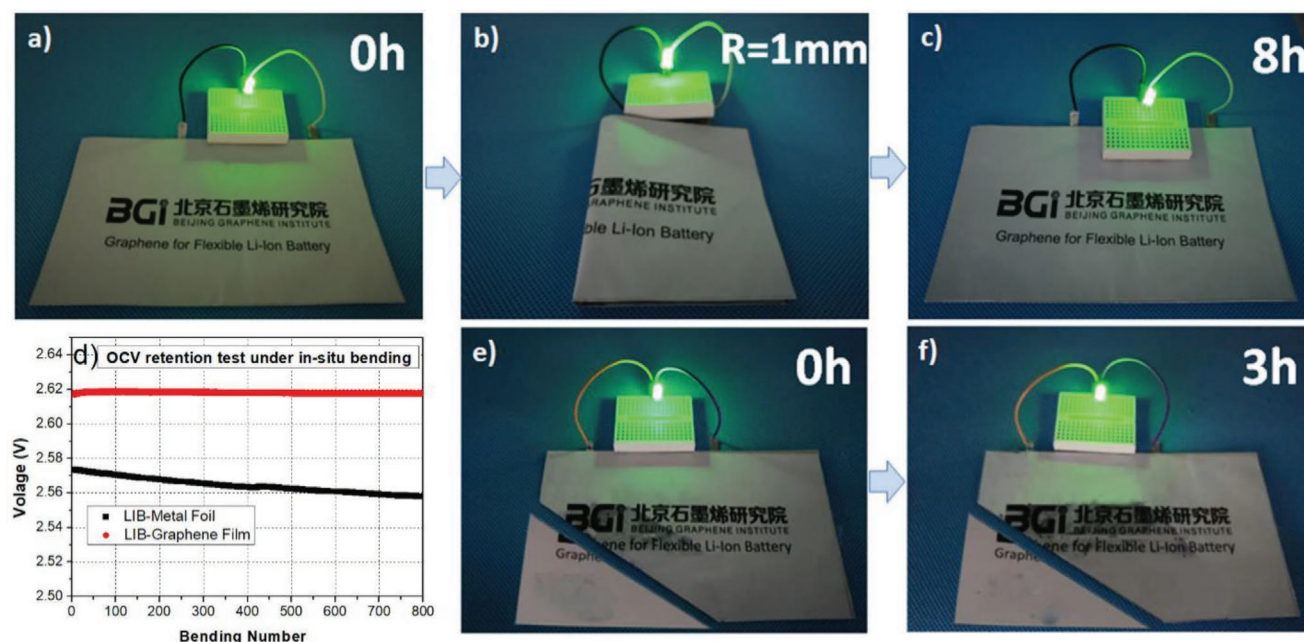 a)
0h
BGi 北京石墨烯研究院
BEIJING GRAPHENE INSTITUTE
Graphene for Flexible Li-Ion Battery
b)
R=1mm
石墨烯研究院
GRAPHENE INSTITUTE
ble Li-Ion Battery
c)
8h
BGi 北京石墨烯研究院
BEIJING GRAPHENE INSTITUTE
Graphene for Flexible Li-Ion Battery
d)
OCV retention test under in-situ bending
Volage (V)
2.64
2.62
2.60
2.58
2.56
2.54
2.52
2.50
LIB-Metal Foil
LIB-Graphene Film
0 100 200 300 400 500 600 700 800
Bending Number
e)
0h
BGi 北京石墨烯研究院
BEIJING GRAPHENE INSTITUTE
Graphene for Flexible Li-Ion Battery
Graphene
f)
3h
BGi 北京石墨烯研究院
BEIJING GRAPHENE INSTITUTE
Graphene for Flexible Li-Ion Battery
Graphene